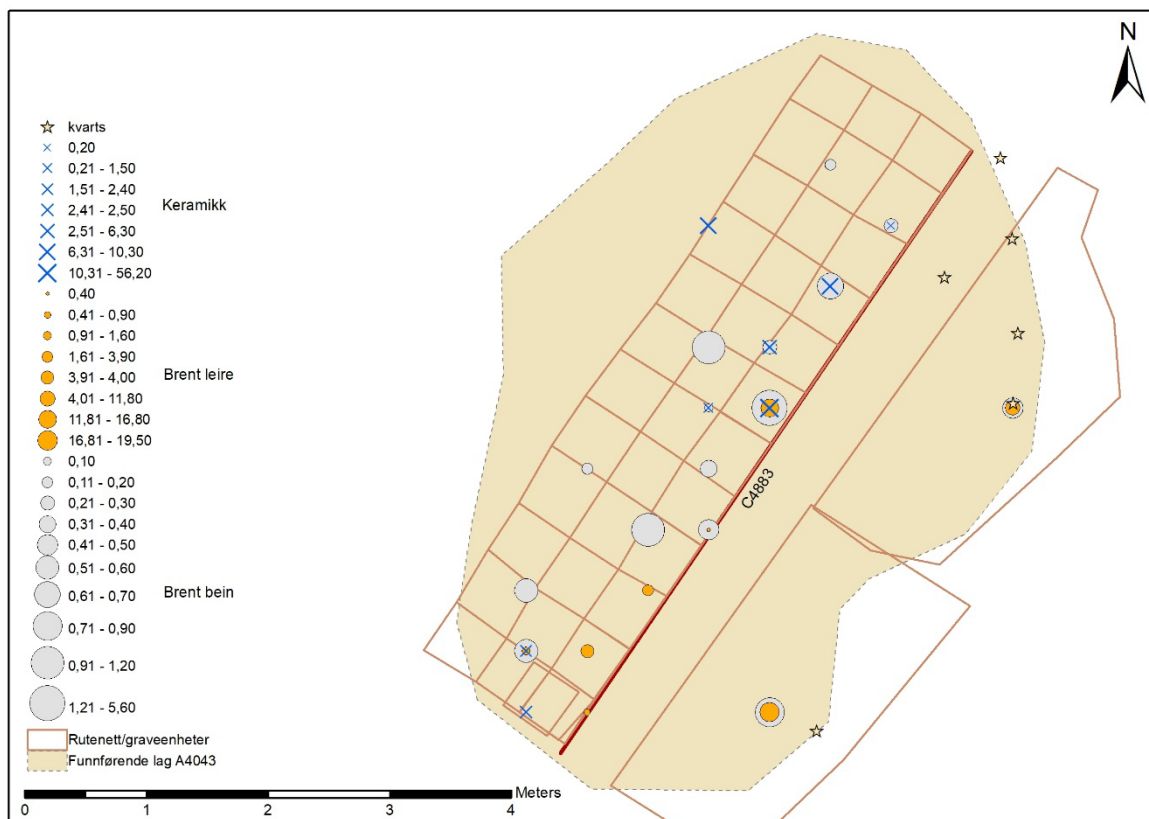 N
kvarts
0,20
0,21 - 1,50
1,51 - 2,40
Keramikk
2,41 - 2,50
2,51 - 6,30
6,31 - 10,30
10,31 - 56,20
0,40
0,41 - 0,90
0,91 - 1,60
1,61 - 3,90
Brent leire
3,91 - 4,00
4,01 - 11,80
11,81 - 16,80
16,81 - 19,50
0,10
0,11 - 0,20
0,21 - 0,30
0,31 - 0,40
0,41 - 0,50
0,51 - 0,60
Brent bein
0,61 - 0,70
0,71 - 0,90
0,91 - 1,20
1,21 - 5,60
Rutenett/graveenheter
Funnførende lag A4043
C4883
Meters
0 1 2 3 4